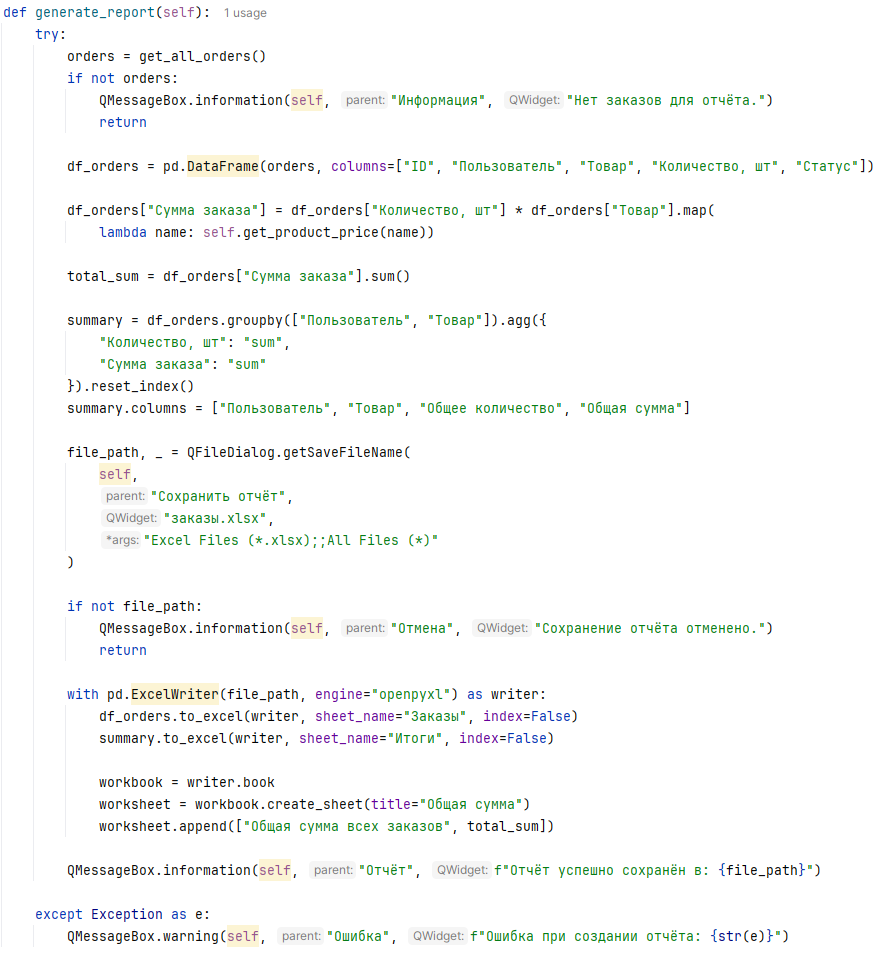 def generate_report(self): 1 usage
    try:
        orders = get_all_orders()
        if not orders:
            QMessageBox.information(self, parent: "Информация", QWidget: "Нет заказов для отчёта.")
            return

        df_orders = pd.DataFrame(orders, columns=["ID", "Пользователь", "Товар", "Количество, шт", "Статус"])

        df_orders["Сумма заказа"] = df_orders["Количество, шт"] * df_orders["Товар"].map(
            lambda name: self.get_product_price(name))

        total_sum = df_orders["Сумма заказа"].sum()

        summary = df_orders.groupby(["Пользователь", "Товар"]).agg({
            "Количество, шт": "sum",
            "Сумма заказа": "sum"
        }).reset_index()
        summary.columns = ["Пользователь", "Товар", "Общее количество", "Общая сумма"]

        file_path, _ = QFileDialog.getSaveFileName(
            self,
            parent: "Сохранить отчёт",
            QWidget: "заказы.xlsx",
            *args: "Excel Files (*.xlsx);;All Files (*)"
        )

        if not file_path:
            QMessageBox.information(self, parent: "Отмена", QWidget: "Сохранение отчёта отменено.")
            return

        with pd.ExcelWriter(file_path, engine="openpyxl") as writer:
            df_orders.to_excel(writer, sheet_name="Заказы", index=False)
            summary.to_excel(writer, sheet_name="Итоги", index=False)

            workbook = writer.book
            worksheet = workbook.create_sheet(title="Общая сумма")
            worksheet.append(["Общая сумма всех заказов", total_sum])

        QMessageBox.information(self, parent: "Отчёт", QWidget: f"Отчёт успешно сохранён в: {file_path}")

    except Exception as e:
        QMessageBox.warning(self, parent: "Ошибка", QWidget: f"Ошибка при создании отчёта: {str(e)}")